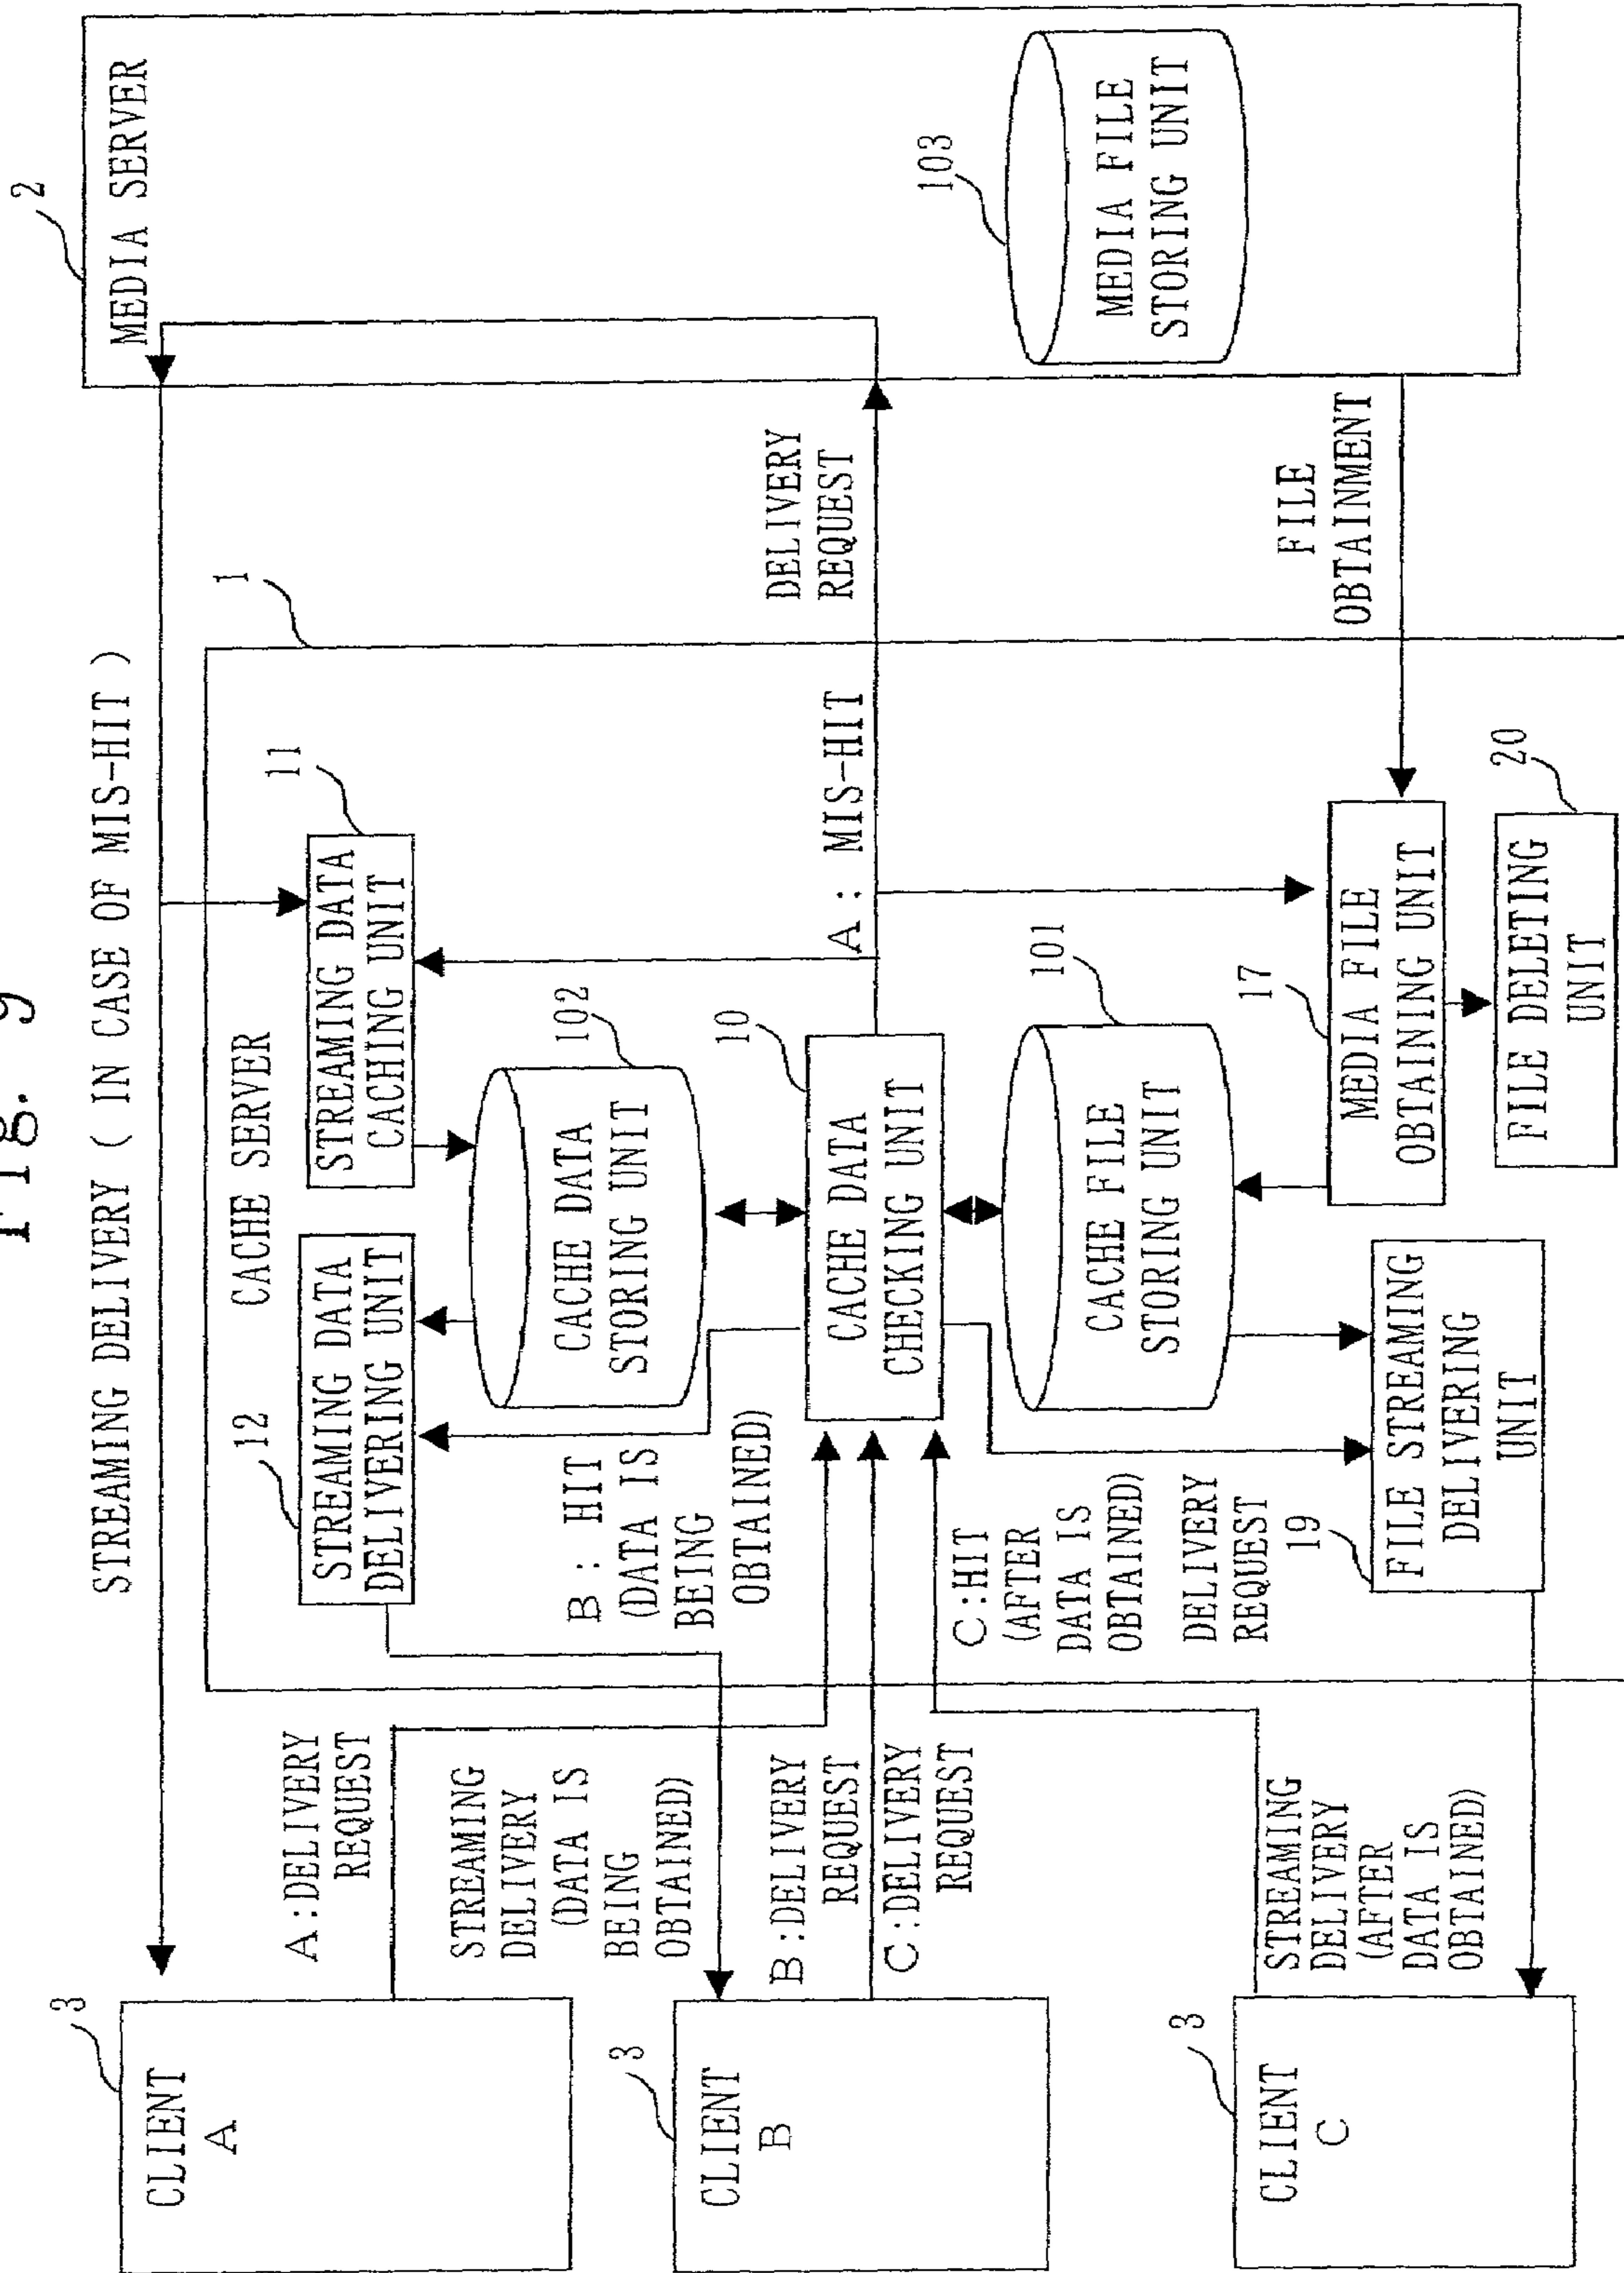 Fig. 9
STREAMING DELIVERY ( IN CASE OF MIS-HIT )
2
MEDIA SERVER
103
MEDIA FILE
STORING UNIT
1
CACHE SERVER
12
STREAMING DATA
DELIVERING UNIT
11
STREAMING DATA
CACHING UNIT
102
CACHE DATA
STORING UNIT
B: HIT
(DATA IS
BEING
OBTAINED)
10
CACHE DATA
CHECKING UNIT
A: MIS-HIT
DELIVERY
REQUEST
101
CACHE FILE
STORING UNIT
C:HIT
(AFTER
DATA IS
OBTAINED)
DELIVERY
REQUEST
19
FILE STREAMING
DELIVERING
UNIT
17
MEDIA FILE
OBTAINING UNIT
20
FILE DELETING
UNIT
FILE
OBTAINMENT
3
CLIENT
A
A:DELIVERY
REQUEST
STREAMING
DELIVERY
(DATA IS
BEING
OBTAINED)
3
CLIENT
B
B:DELIVERY
REQUEST
C:DELIVERY
REQUEST
3
CLIENT
C
STREAMING
DELIVERY
(AFTER
DATA IS
OBTAINED)